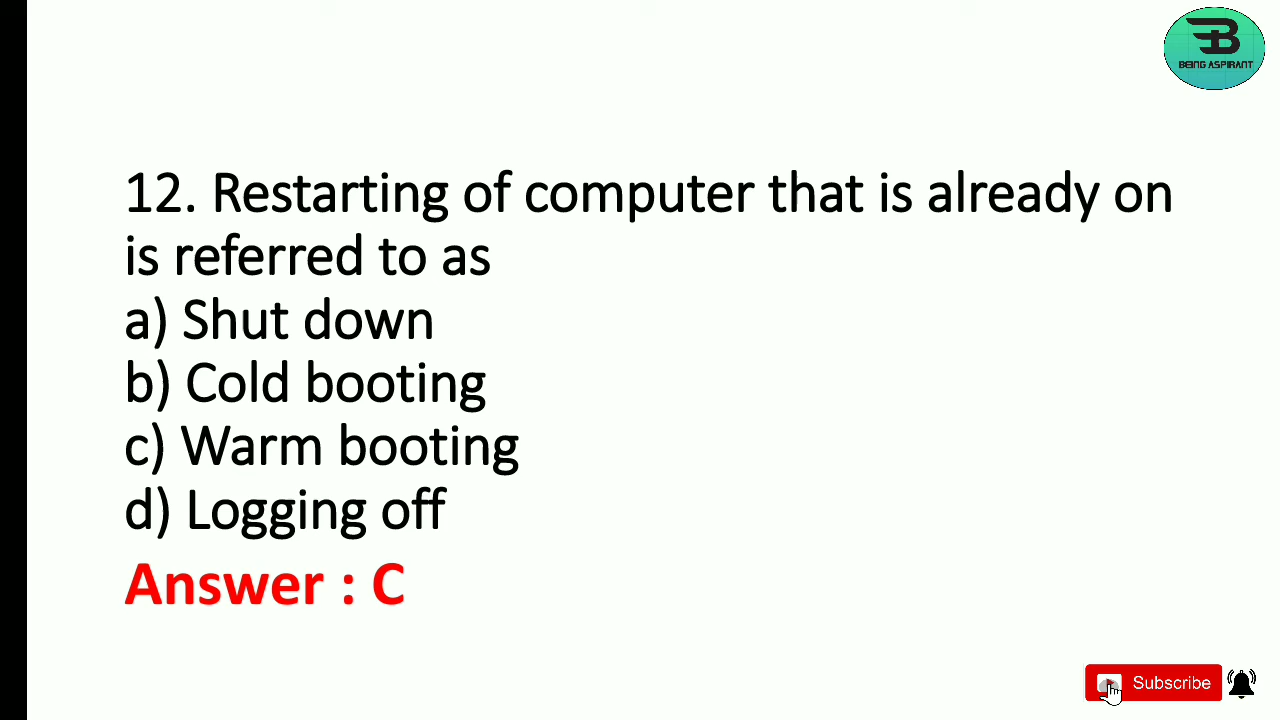 BEING ASPIRANT
12. Restarting of computer that is already on
is referred to as
a) Shut down
b) Cold booting
c) Warm booting
d) Logging off
Answer : C
Subscribe